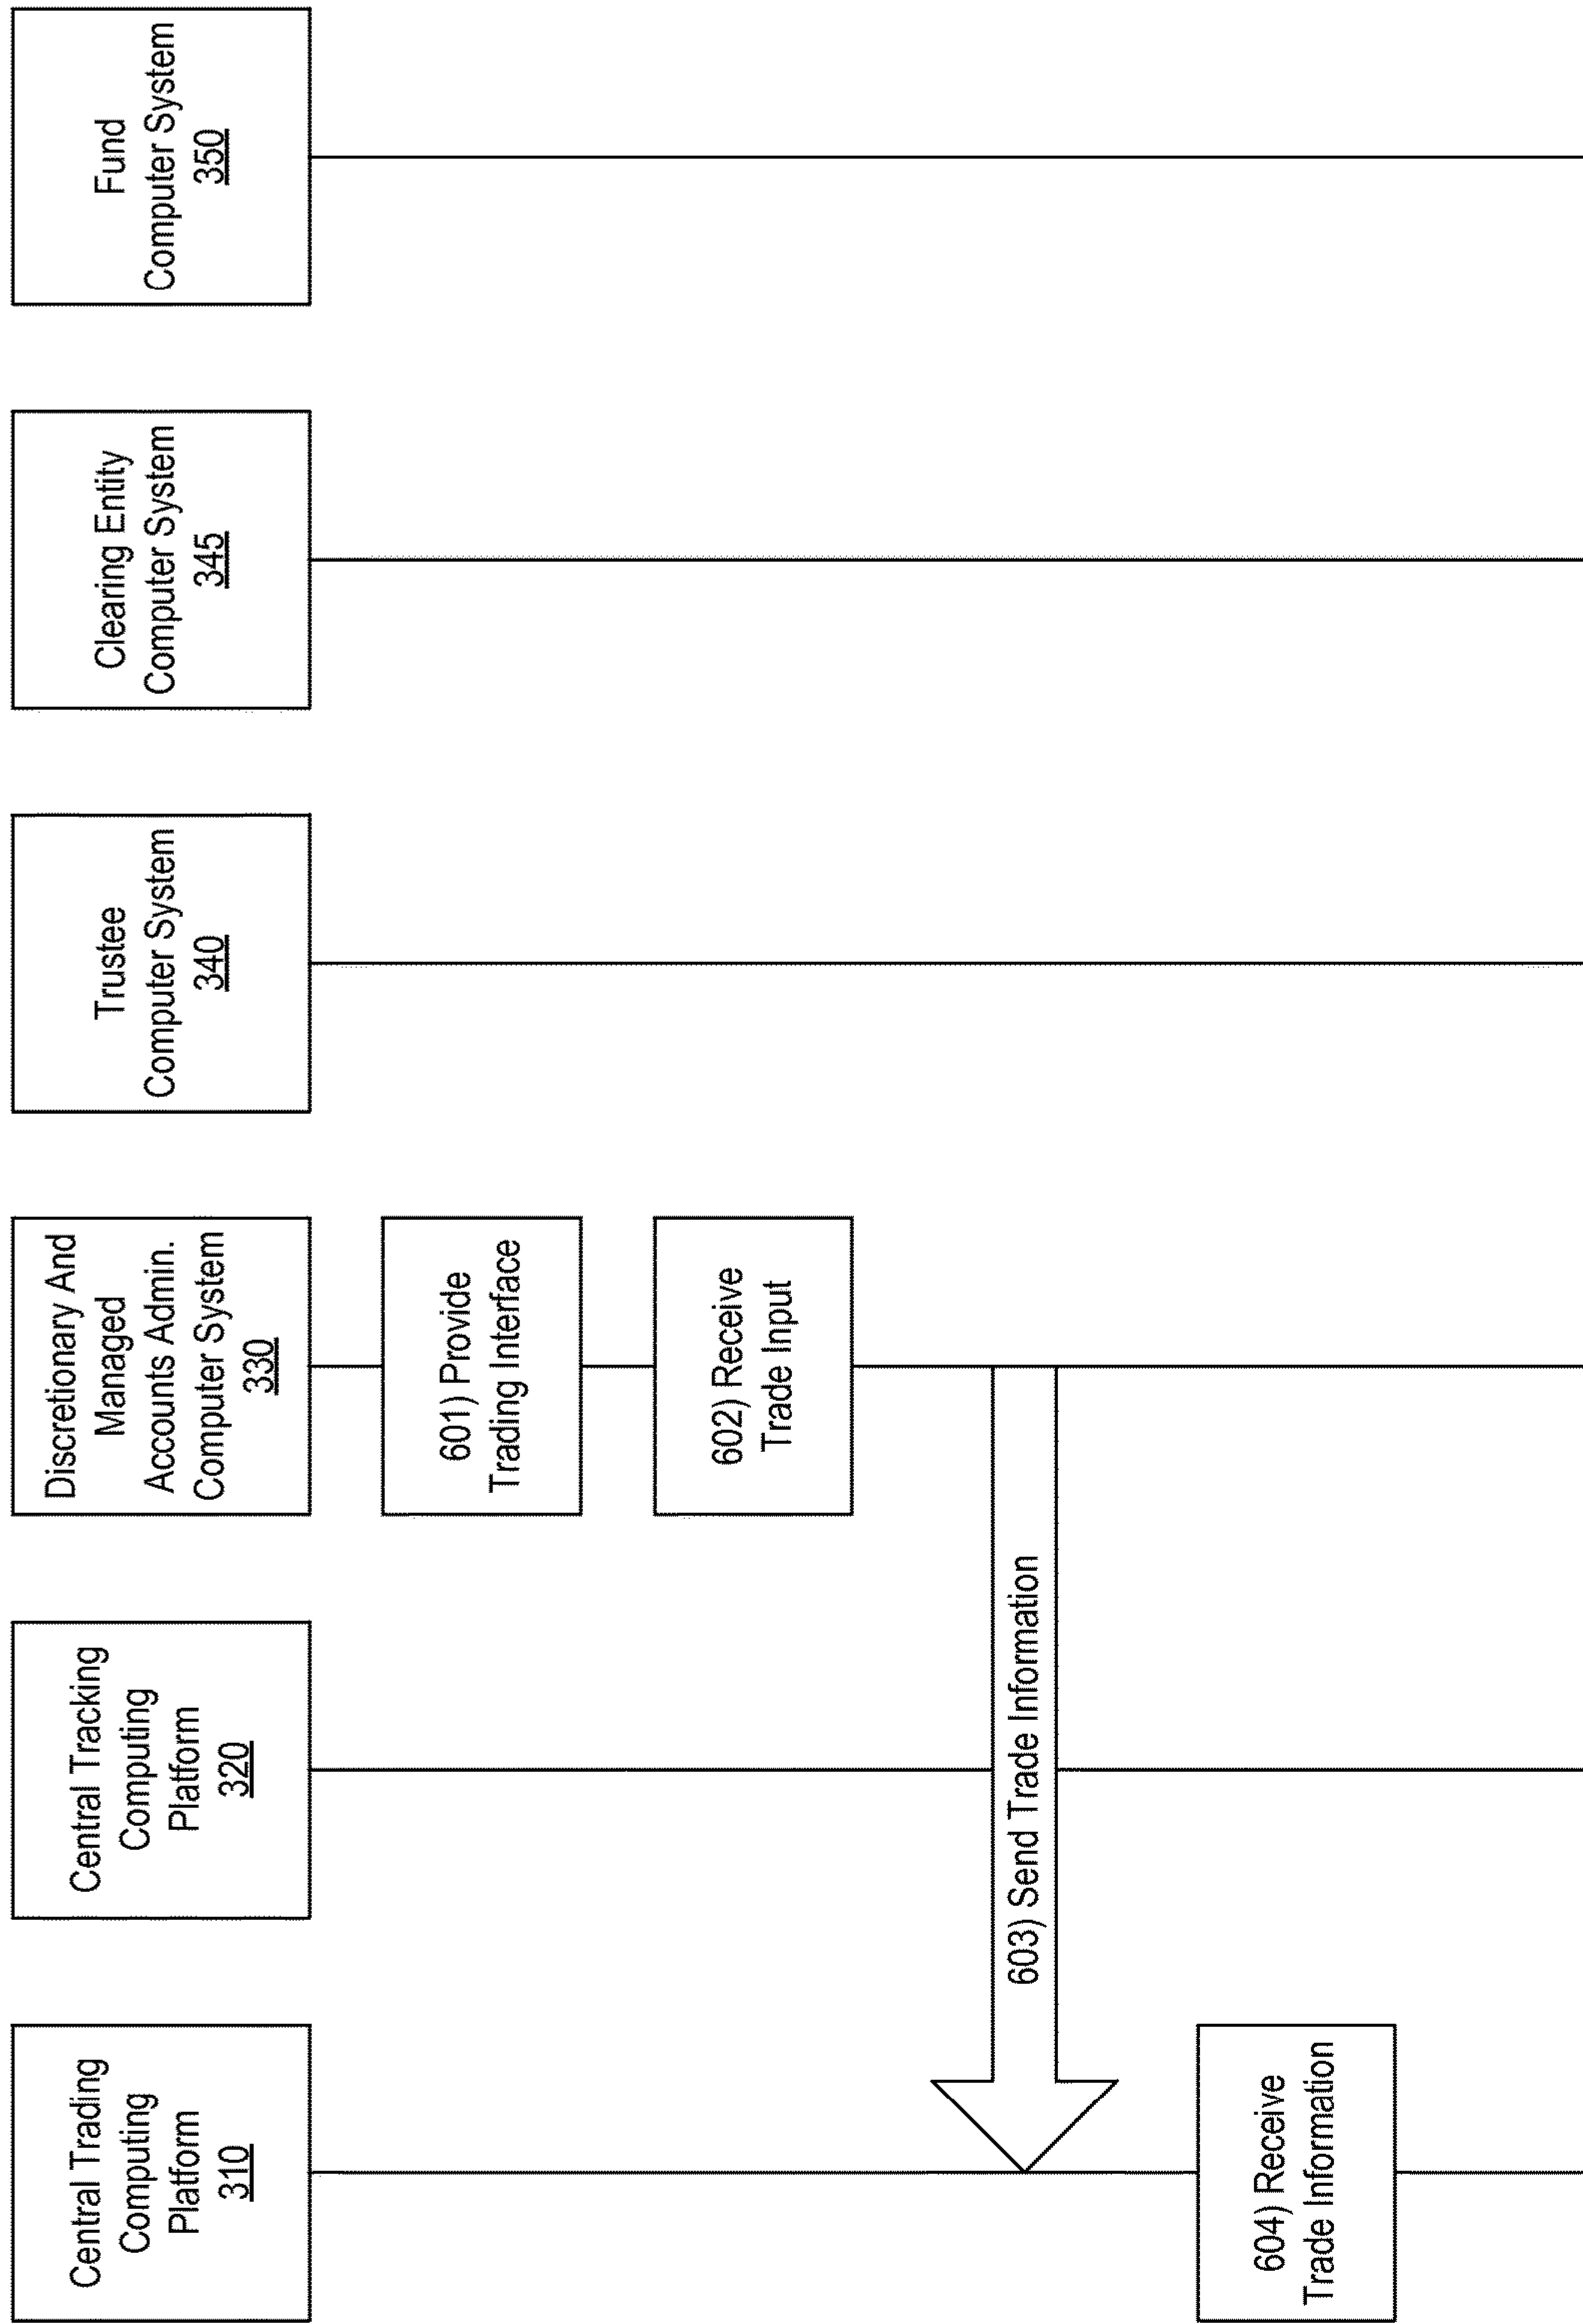 Central Trading
Computing
Platform
310
Central Tracking
Computing
Platform
320
Discretionary And
Managed
Accounts Admin.
Computer System
330
Trustee
Computer System
340
Clearing Entity
Computer System
345
Fund
Computer System
350
601) Provide
Trading Interface
602) Receive
Trade Input
603) Send Trade Information
604) Receive
Trade Information